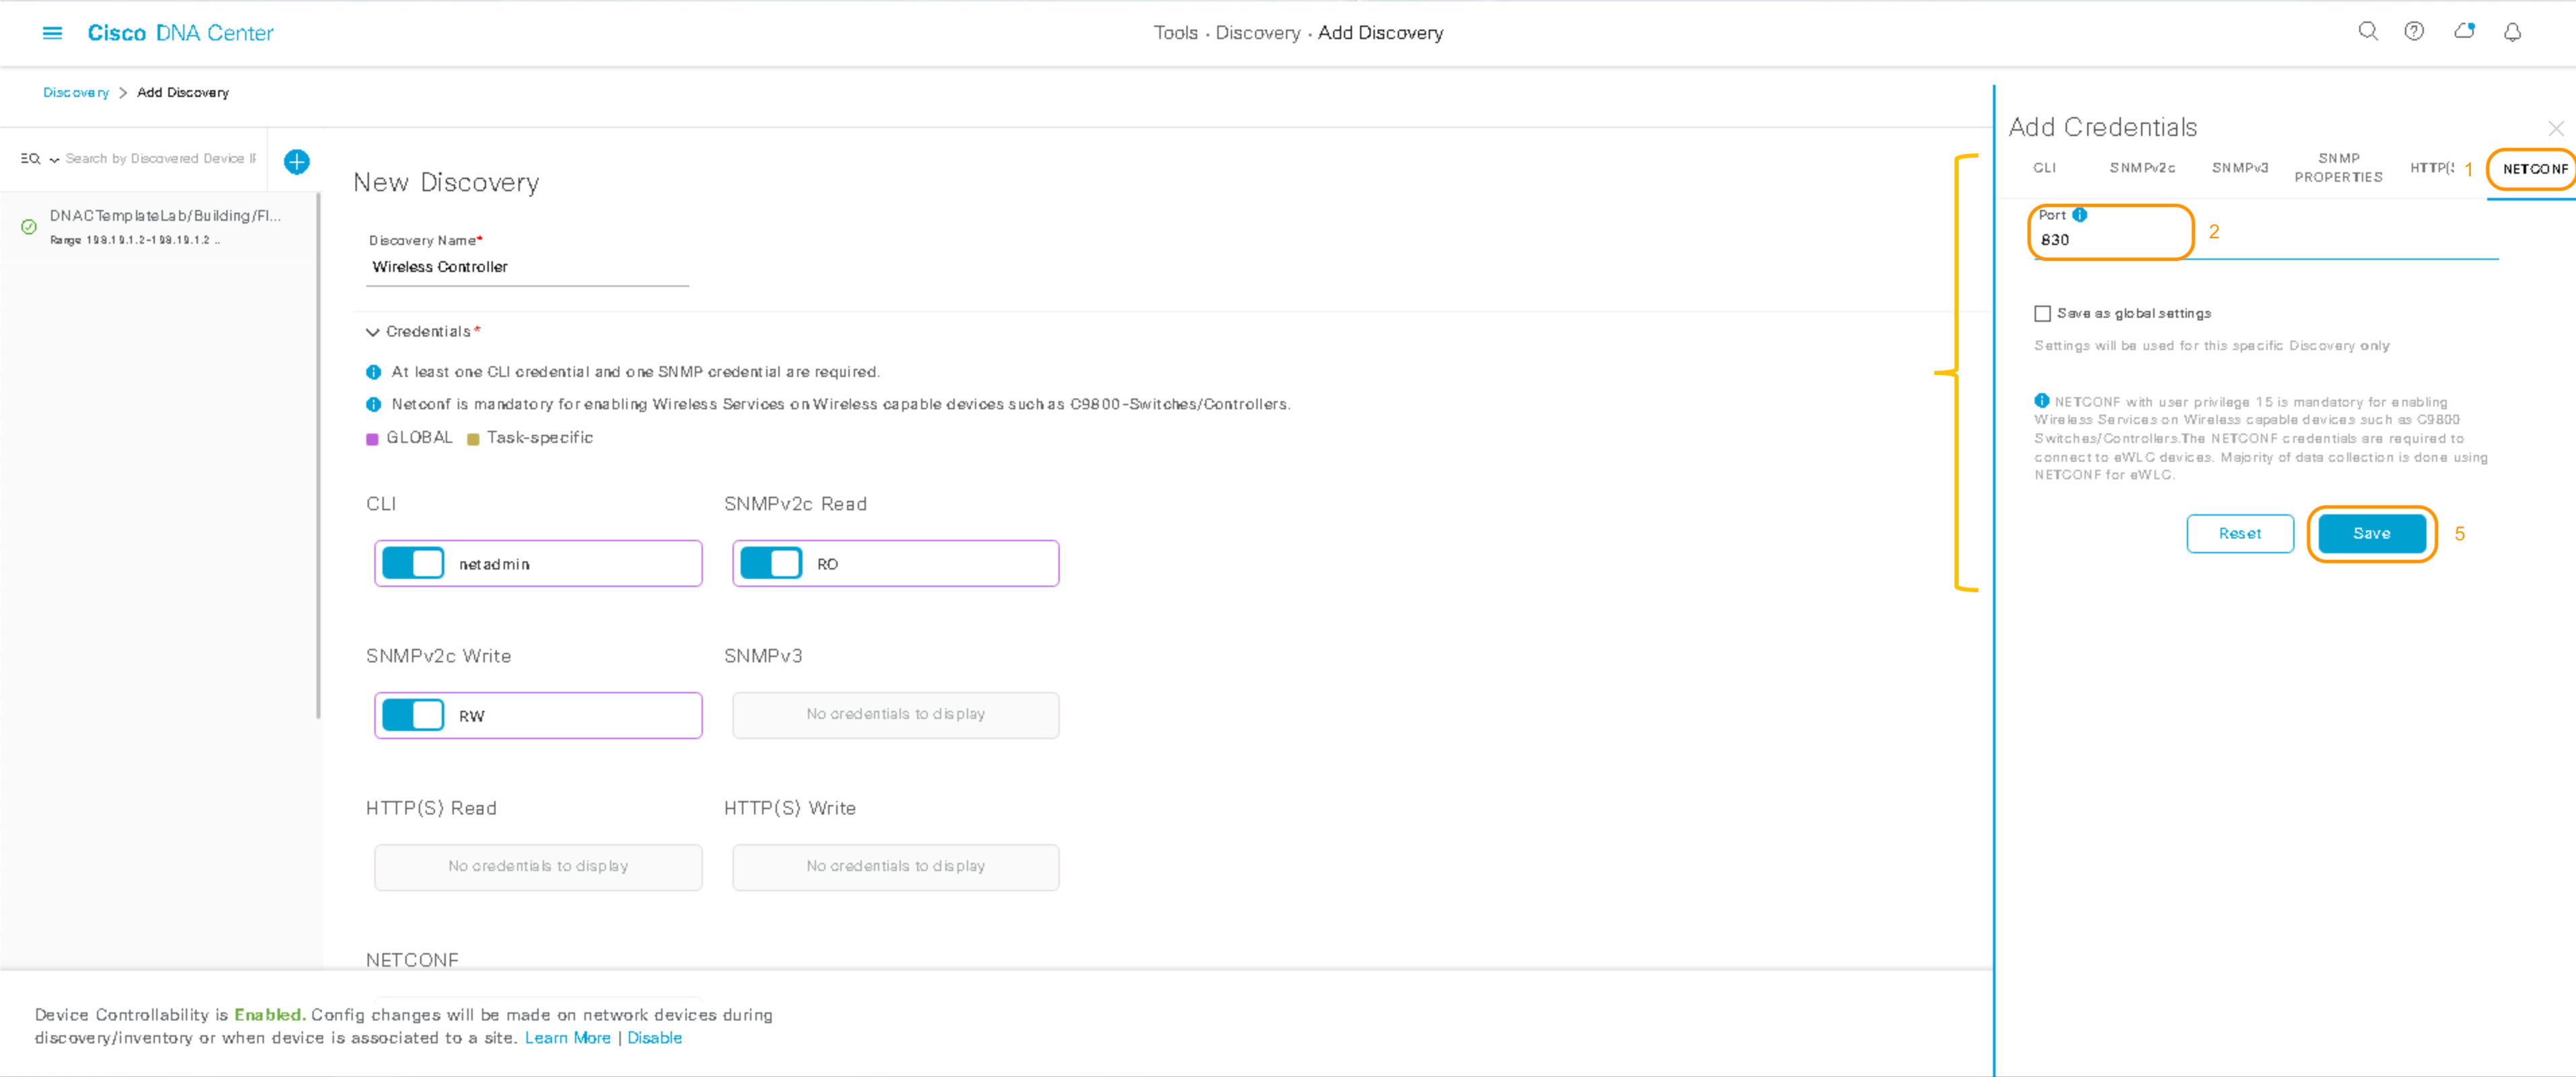 Cisco DNA Center
Tools · Discovery · Add Discovery
Discovery > Add Discovery
Search by Discovered Device IP
DNACTemplateLab/Building/Fl...
Range 198.19.1.2-198.19.1.2 ..
New Discovery
Discovery Name*
Wireless Controller
Credentials*
At least one CLI credential and one SNMP credential are required.
Netconf is mandatory for enabling Wireless Services on Wireless capable devices such as C9800-Switches/Controllers.
GLOBAL Task-specific
CLI SNMPv2c Read
netadmin RO
SNMPv2c Write SNMPv3
RW No credentials to display
HTTP(S) Read HTTP(S) Write
No credentials to display No credentials to display
NETCONF
Device Controllability is Enabled. Config changes will be made on network devices during
discovery/inventory or when device is associated to a site. Learn More | Disable
Add Credentials
CLI SNMPv2c SNMPv3 SNMP PROPERTIES HTTP(S 1 NETCONF
Port
830 2
Save as global settings
Settings will be used for this specific Discovery only
NETCONF with user privilege 15 is mandatory for enabling
Wireless Services on Wireless capable devices such as C9800
Switches/Controllers.The NETCONF credentials are required to
connect to eWLC devices. Majority of data collection is done using
NETCONF for eWLC.
Reset Save 5